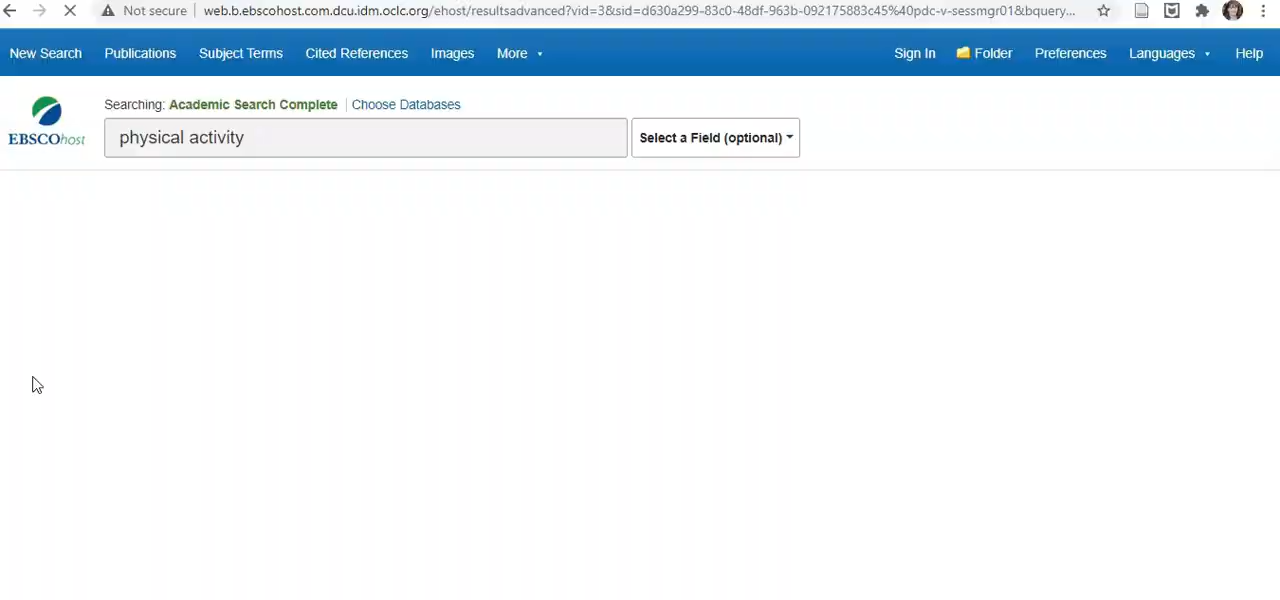 Not secure | web.b.ebscohost.com.dcu.idm.oclc.org/ehost/resultsadvanced?vid=3&sid=d630a299-83c0-48df-963b-092175883c45%40pdc-v-sessmgr01&bquery...
New Search Publications Subject Terms Cited References Images More Sign In Folder Preferences Languages Help
Searching: Academic Search Complete | Choose Databases
EBSCOhost
physical activity Select a Field (optional)